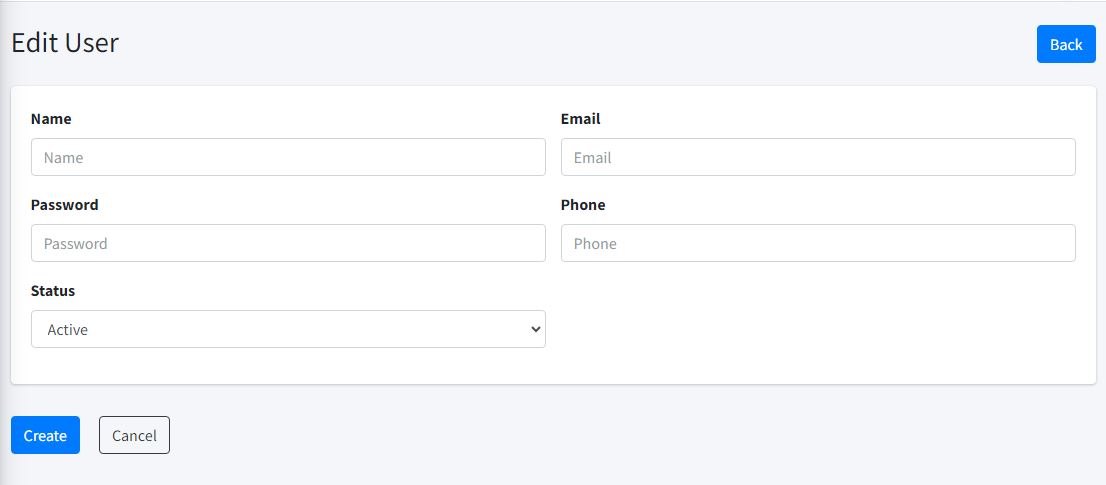 Edit User
Back
Name
Email
Name
Email
Password
Phone
Password
Phone
Status
Active
Create
Cancel